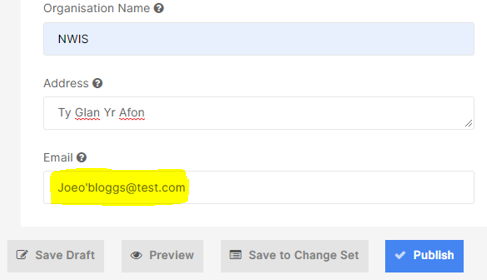 Organisation Name
NWIS
Address
Ty Glan Yr Afon
Email
Joeo'bloggs@test.com
Save Draft Preview Save to Change Set Publish